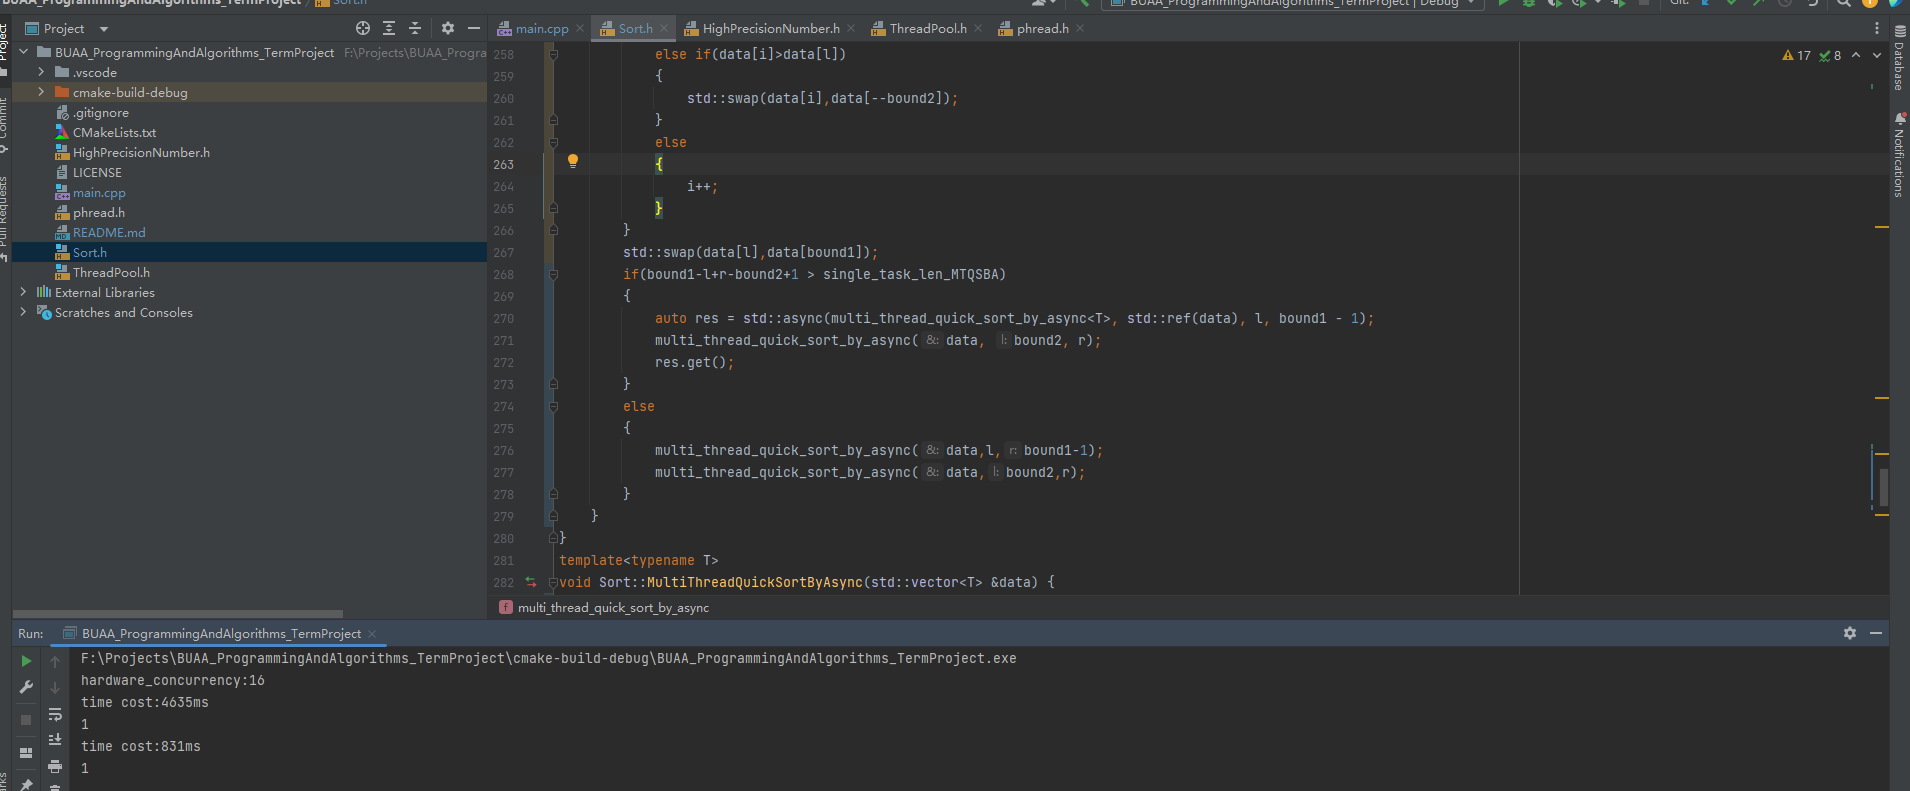 BUAA_ProgrammingAndAlgorithms_TermProject
Sort.h
BUAA_ProgrammingAndAlgorithms_TermProject | Debug
Git:
Project
Project
Commit
Pull Requests
BUAA_ProgrammingAndAlgorithms_TermProject F:\Projects\BUAA_Progra
.vscode
cmake-build-debug
.gitignore
CMakeLists.txt
HighPrecisionNumber.h
LICENSE
main.cpp
phread.h
README.md
Sort.h
ThreadPool.h
External Libraries
Scratches and Consoles
main.cpp
Sort.h
HighPrecisionNumber.h
ThreadPool.h
phread.h
17 8
Database
Notifications
258 else if(data[i]>data[l])
259 {
260 std::swap(data[i],data[--bound2]);
261 }
262 else
263 {
264 i++;
265 }
266 }
267 std::swap(data[l],data[bound1]);
268 if(bound1-l+r-bound2+1 > single_task_len_MTQSBA)
269 {
270 auto res = std::async(multi_thread_quick_sort_by_async<T>, std::ref(data), l, bound1 - 1);
271 multi_thread_quick_sort_by_async( &: data, l: bound2, r);
272 res.get();
273 }
274 else
275 {
276 multi_thread_quick_sort_by_async( &: data,l, r: bound1-1);
277 multi_thread_quick_sort_by_async( &: data, l: bound2,r);
278 }
279 }
280 }
281 template<typename T>
282 void Sort::MultiThreadQuickSortByAsync(std::vector<T> &data) {
f multi_thread_quick_sort_by_async
Run: BUAA_ProgrammingAndAlgorithms_TermProject
F:\Projects\BUAA_ProgrammingAndAlgorithms_TermProject\cmake-build-debug\BUAA_ProgrammingAndAlgorithms_TermProject.exe
hardware_concurrency:16
time cost:4635ms
1
time cost:831ms
1